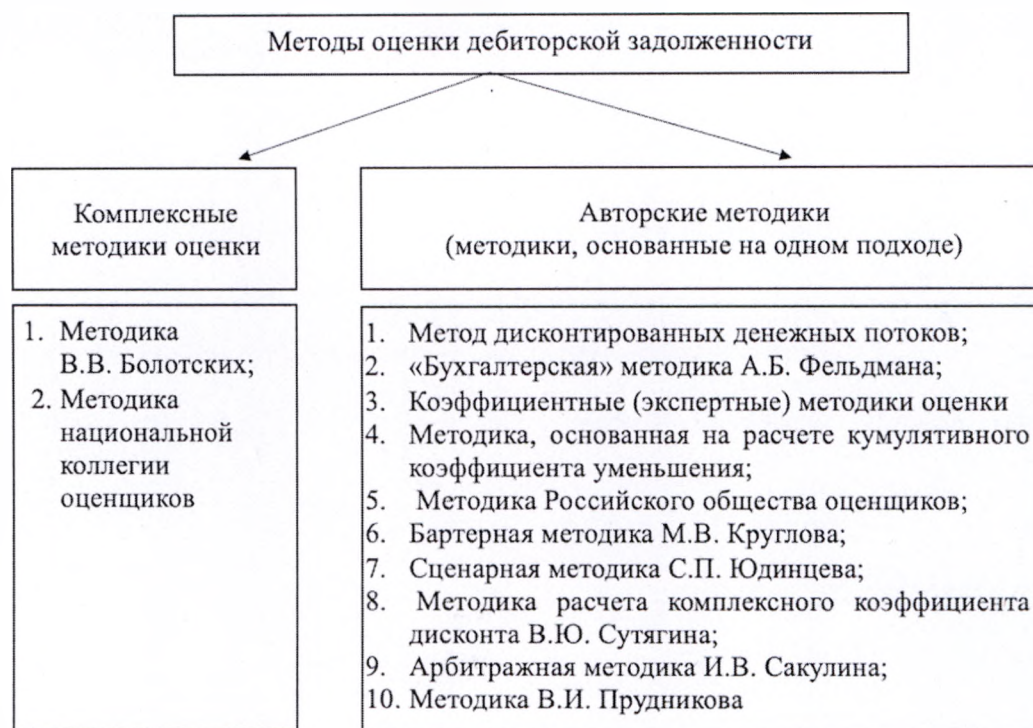 Методы оценки дебиторской задолженности
Комплексные
методики оценки
Авторские методики
(методики, основанные на одном подходе)
1. Методика
В.В. Болотских;
2. Методика
национальной
коллегии
оценщиков
1. Метод дисконтированных денежных потоков;
2. «Бухгалтерская» методика А.Б. Фельдмана;
3. Коэффициентные (экспертные) методики оценки
4. Методика, основанная на расчете кумулятивного
коэффициента уменьшения;
5. Методика Российского общества оценщиков;
6. Бартерная методика М.В. Круглова;
7. Сценарная методика С.П. Юдинцева;
8. Методика расчета комплексного коэффициента
дисконта В.Ю. Сутягина;
9. Арбитражная методика И.В. Сакулина;
10. Методика В.И. Прудникова